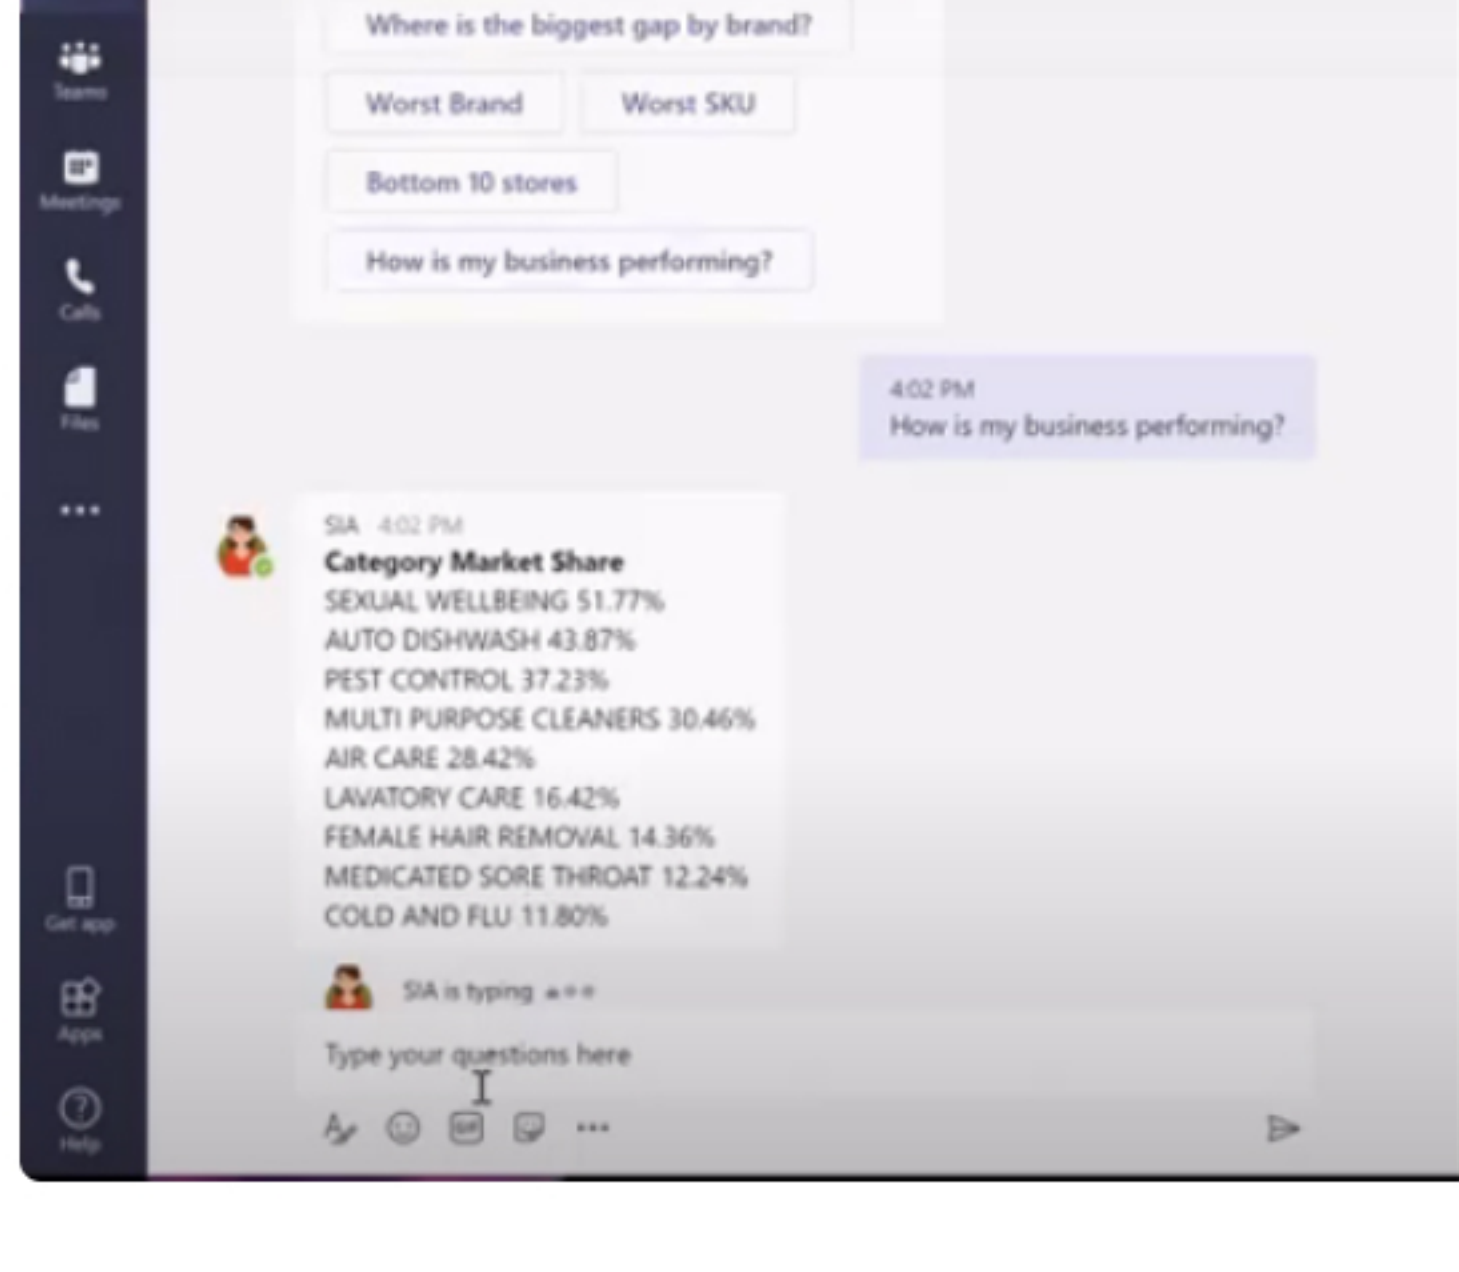 Where is the biggest gap by brand?
Teams
Worst Brand
Worst SKU
Meetings
Bottom 10 stores
How is my business performing?
Calls
4:02 PM
How is my business performing?
Files
SIA 4:02 PM
Category Market Share
SEXUAL WELLBEING 51.77%
AUTO DISHWASH 43.87%
PEST CONTROL 37.23%
MULTI PURPOSE CLEANERS 30.46%
AIR CARE 28.42%
LAVATORY CARE 16.42%
FEMALE HAIR REMOVAL 14.36%
MEDICATED SORE THROAT 12.24%
COLD AND FLU 11.80%
Get app
SIA is typing
Apps
Type your questions here
GIF
Help